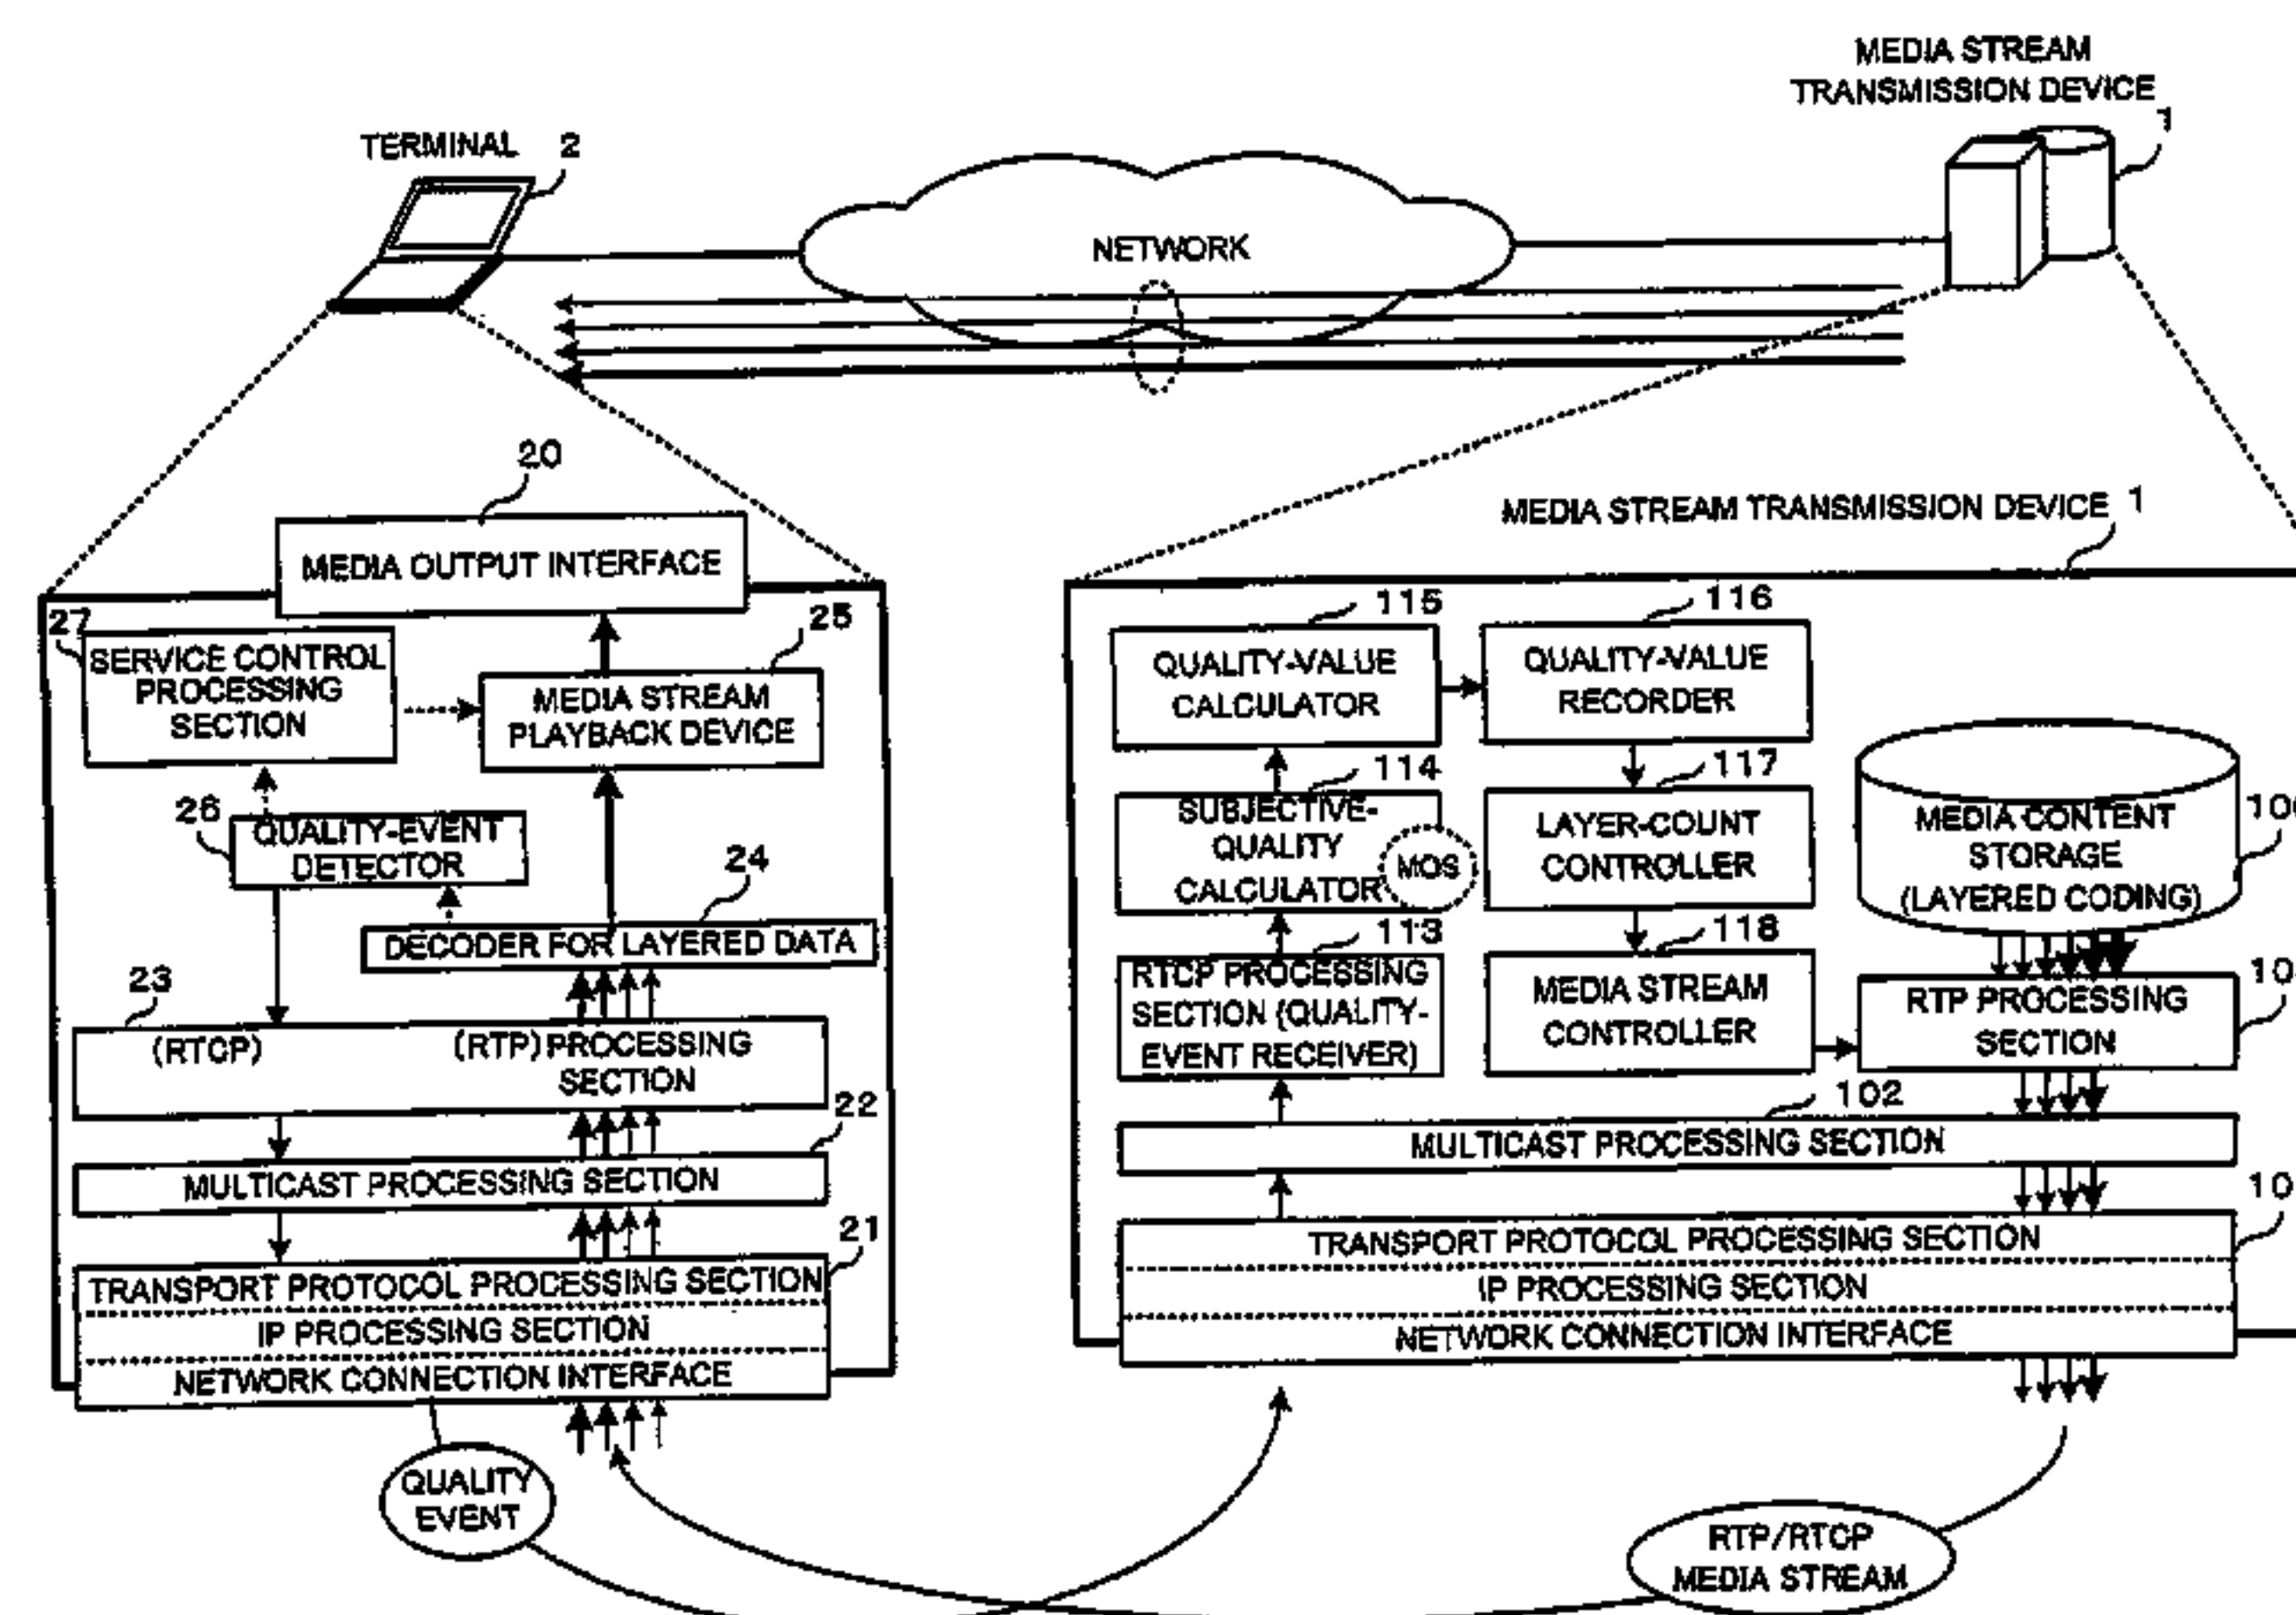 MEDIA STREAM
TRANSMISSION DEVICE
1
TERMINAL
2
NETWORK
20
MEDIA OUTPUT INTERFACE
27
SERVICE CONTROL
PROCESSING
SECTION
25
MEDIA STREAM
PLAYBACK DEVICE
26
QUALITY-EVENT
DETECTOR
24
DECODER FOR LAYERED DATA
23
(RTCP)
(RTP) PROCESSING
SECTION
22
MULTICAST PROCESSING SECTION
21
TRANSPORT PROTOCOL PROCESSING SECTION
IP PROCESSING SECTION
NETWORK CONNECTION INTERFACE
QUALITY
EVENT
MEDIA STREAM TRANSMISSION DEVICE 1
115
QUALITY-VALUE
CALCULATOR
116
QUALITY-VALUE
RECORDER
114
SUBJECTIVE-
QUALITY
CALCULATOR
MOS
117
LAYER-COUNT
CONTROLLER
MEDIA CONTENT
STORAGE
(LAYERED CODING)
113
RTCP PROCESSING
SECTION (QUALITY-
EVENT RECEIVER)
118
MEDIA STREAM
CONTROLLER
RTP PROCESSING
SECTION
102
MULTICAST PROCESSING SECTION
TRANSPORT PROTOCOL PROCESSING SECTION
IP PROCESSING SECTION
NETWORK CONNECTION INTERFACE
RTP/RTCP
MEDIA STREAM